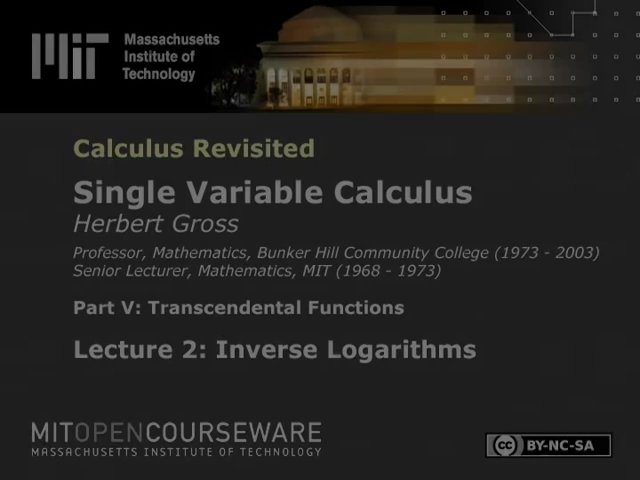 MIT Massachusetts
Institute of
Technology
Calculus Revisited
Single Variable Calculus
Herbert Gross
Professor, Mathematics, Bunker Hill Community College (1973 - 2003)
Senior Lecturer, Mathematics, MIT (1968 - 1973)
Part V: Transcendental Functions
Lecture 2: Inverse Logarithms
MITOPENCOURSEWARE
MASSACHUSETTS INSTITUTE OF TECHNOLOGY
cc BY-NC-SA